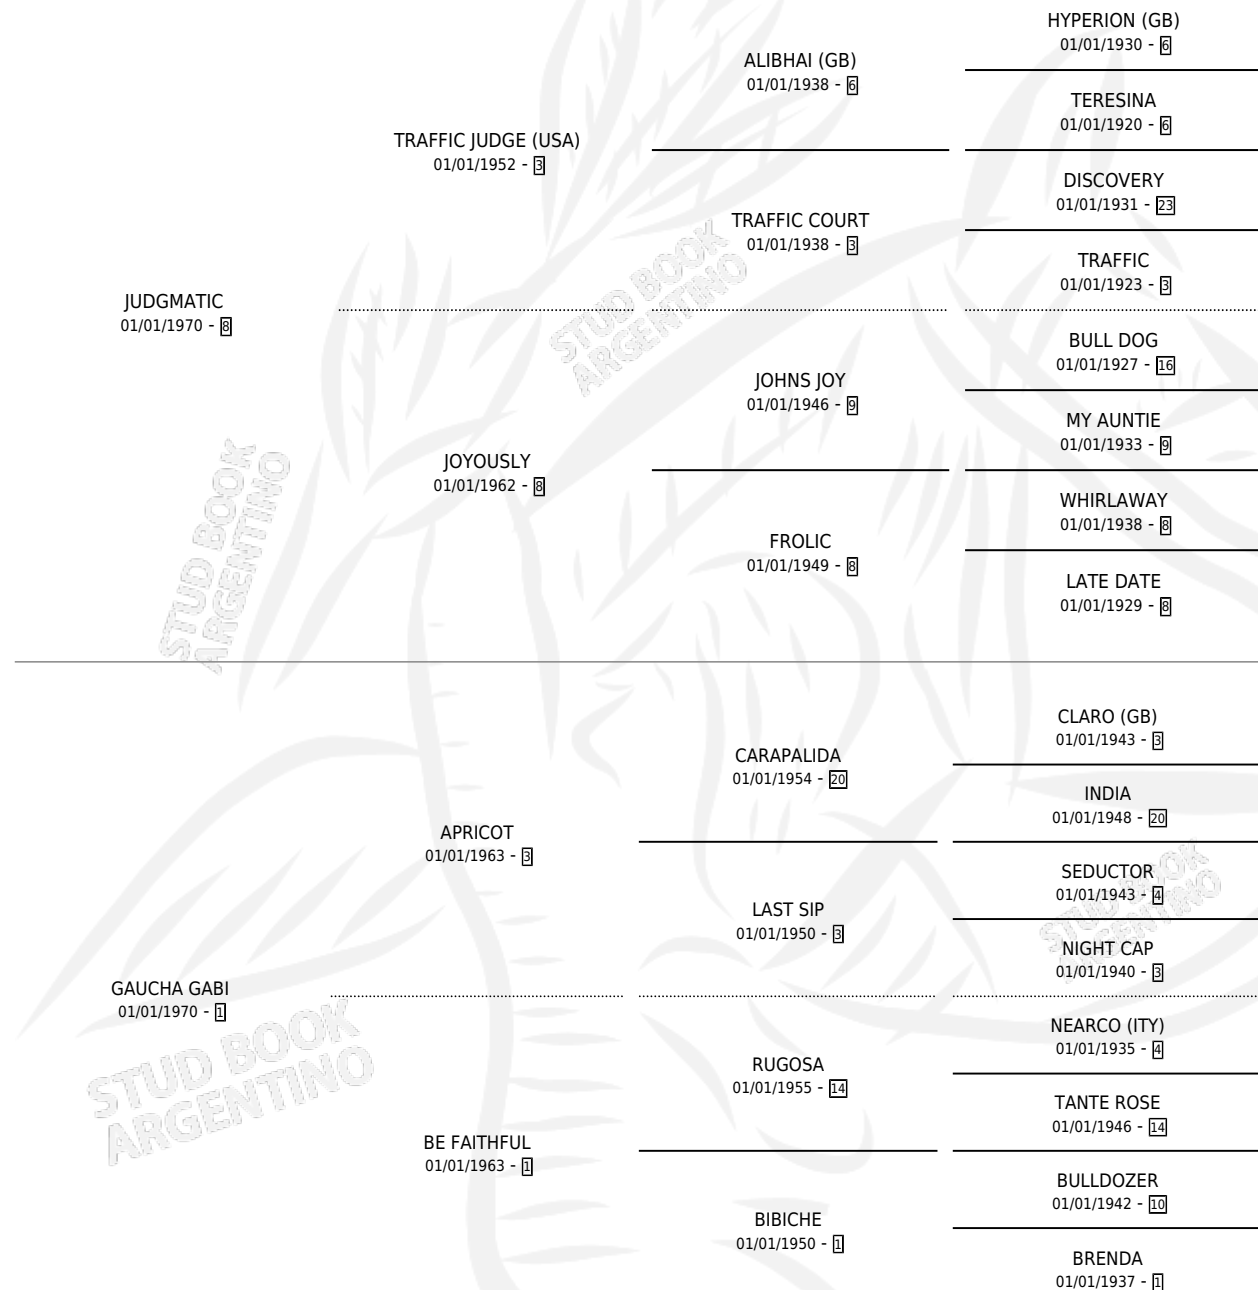 HYPERION (GB)
01/01/1930 - 6
ALIBHAI (GB)
01/01/1938 - 6
TERESINA
01/01/1920 - 6
TRAFFIC JUDGE (USA)
01/01/1952 - 3
DISCOVERY
01/01/1931 - 23
TRAFFIC COURT
01/01/1938 - 3
TRAFFIC
01/01/1923 - 3
JUDGMATIC
01/01/1970 - 8
BULL DOG
01/01/1927 - 16
JOHNS JOY
01/01/1946 - 9
MY AUNTIE
01/01/1933 - 9
JOYOUSLY
01/01/1962 - 8
WHIRLAWAY
01/01/1938 - 8
FROLIC
01/01/1949 - 8
LATE DATE
01/01/1929 - 8
CLARO (GB)
01/01/1943 - 3
CARAPALIDA
01/01/1954 - 20
INDIA
01/01/1948 - 20
APRICOT
01/01/1963 - 3
SEDUCTOR
01/01/1943 - 4
LAST SIP
01/01/1950 - 3
NIGHT CAP
01/01/1940 - 3
GAUCHA GABI
01/01/1970 - 1
NEARCO (ITY)
01/01/1935 - 4
RUGOSA
01/01/1955 - 14
TANTE ROSE
01/01/1946 - 14
BE FAITHFUL
01/01/1963 - 1
BULLDOZER
01/01/1942 - 10
BIBICHE
01/01/1950 - 1
BRENDA
01/01/1937 - 1
STUD BOOK
ARGENTINO
STUD BOOK
ARGENTINO
STUD BOOK
ARGENTINO
STUD BOOK
ARGENTINO